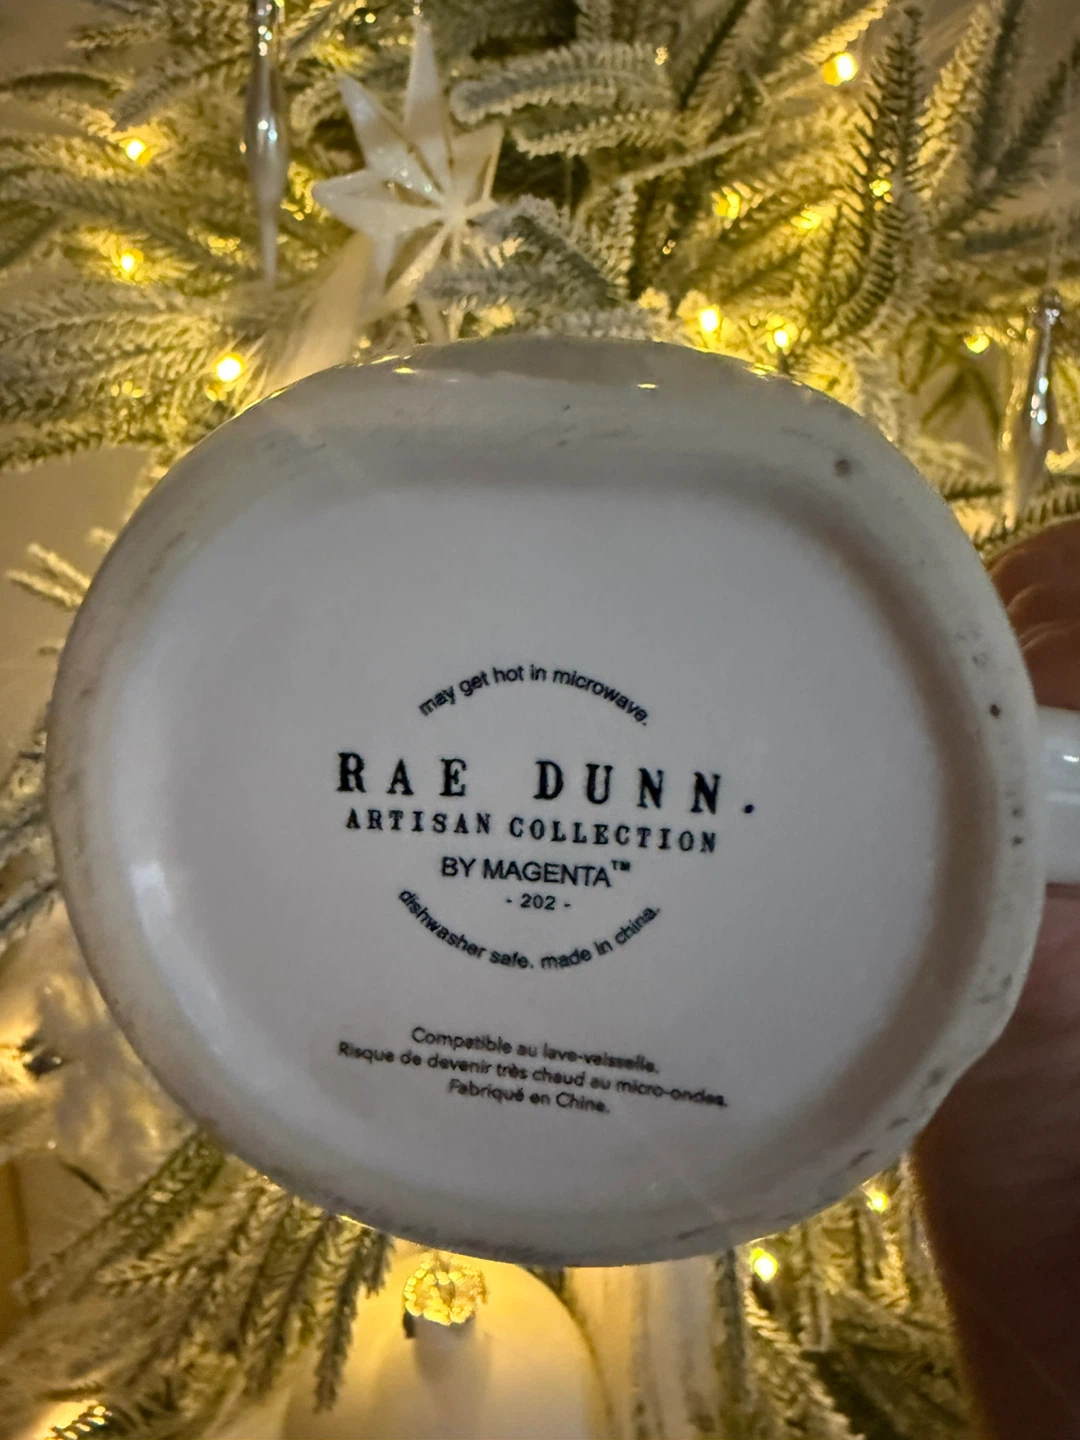 may get hot in microwave.
RAE DUNN.
ARTISAN COLLECTION
BY MAGENTA™
- 202 -
dishwasher safe. made in china.
Compatible au lave-vaisselle.
Risque de devenir très chaud au micro-ondes.
Fabriqué en Chine.